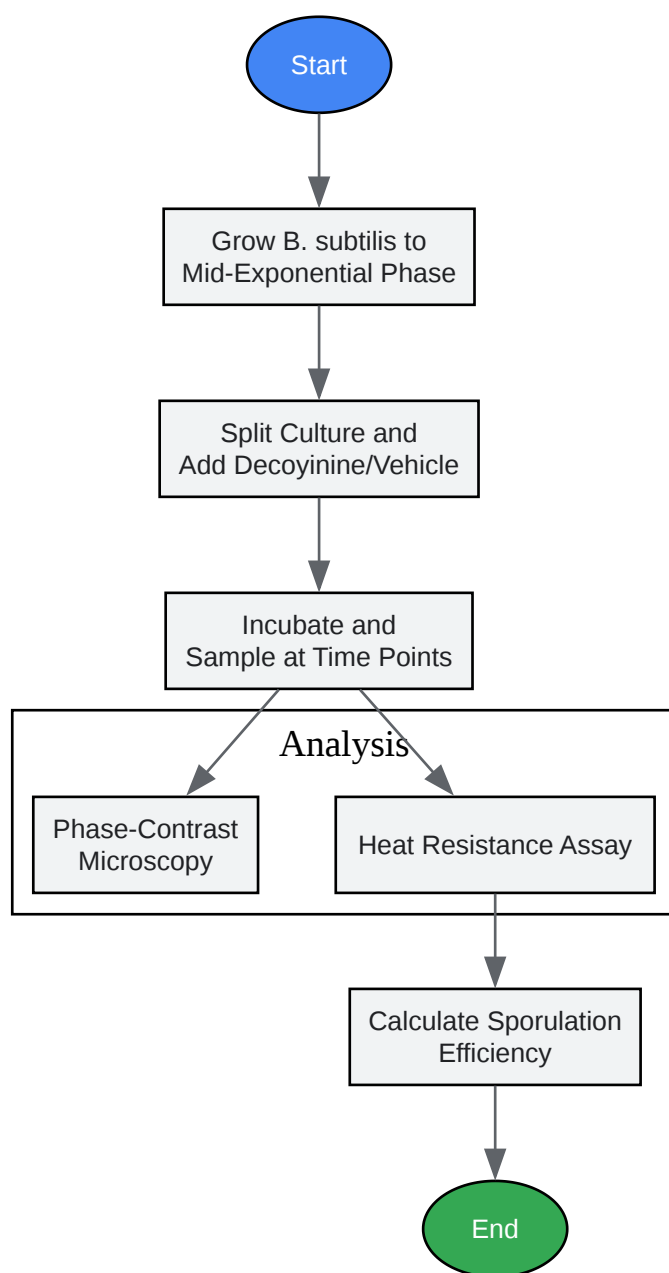 Start
Grow B. subtilis to
Mid-Exponential Phase
Split Culture and
Add Decoyinine/Vehicle
Incubate and
Sample at Time Points
Analysis
Phase-Contrast
Microscopy
Heat Resistance Assay
Calculate Sporulation
Efficiency
End